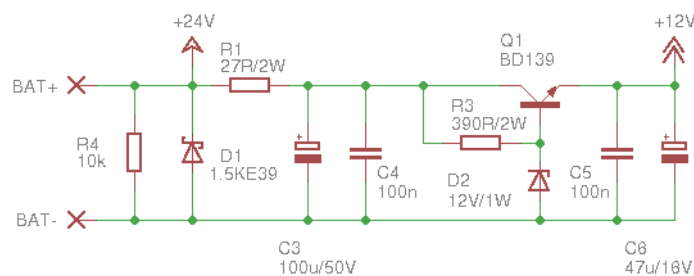 +24V
+12V
Q1
BD139
R1
27R/2W
BAT+
R3
390R/2W
R4
10k
D1
1.5KE39
C4
100n
D2
12V/1W
C5
100n
BAT-
C3
100u/50V
C6
47u/16V